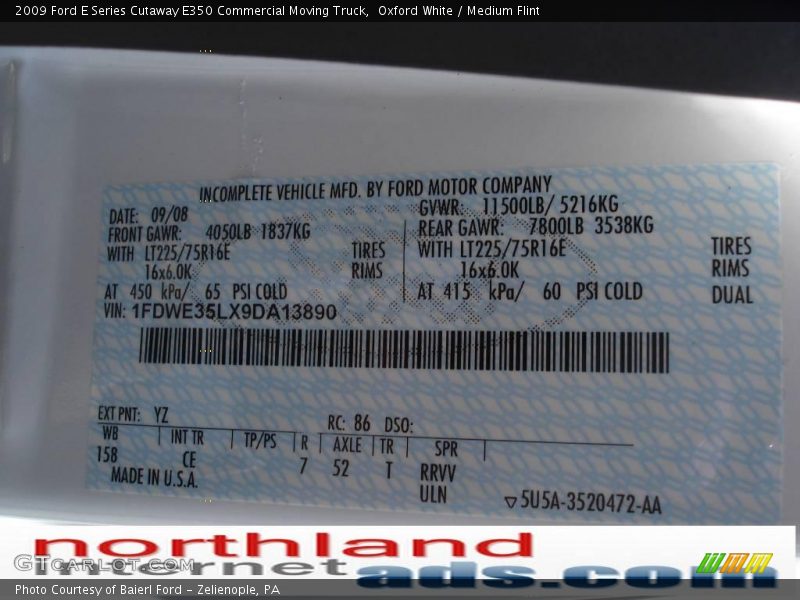 2009 Ford E Series Cutaway E350 Commercial Moving Truck,  Oxford White / Medium Flint
INCOMPLETE VEHICLE MFD. BY FORD MOTOR COMPANY
DATE: 09/08 GVWR: 11500LB/ 5216KG
FRONT GAWR: 4050LB 1837KG REAR GAWR: 7800LB 3538KG
WITH LT225/75R16E TIRES WITH LT225/75R16E TIRES
16x6.0K RIMS 16x6.0K RIMS
AT 450 kPa/ 65 PSI COLD AT 415 kPa/ 60 PSI COLD DUAL
VIN: 1FDWE35LX9DA13890
EXT PNT: YZ RC: 86 DSO:
WB INT TR TP/PS R AXLE TR SPR
158 CE 7 52 T RRVV
MADE IN U.S.A. ULN ▽5U5A-3520472-AA
northland
internet ads.com
GTCarLot.com
Photo Courtesy of Baierl Ford - Zelienople, PA